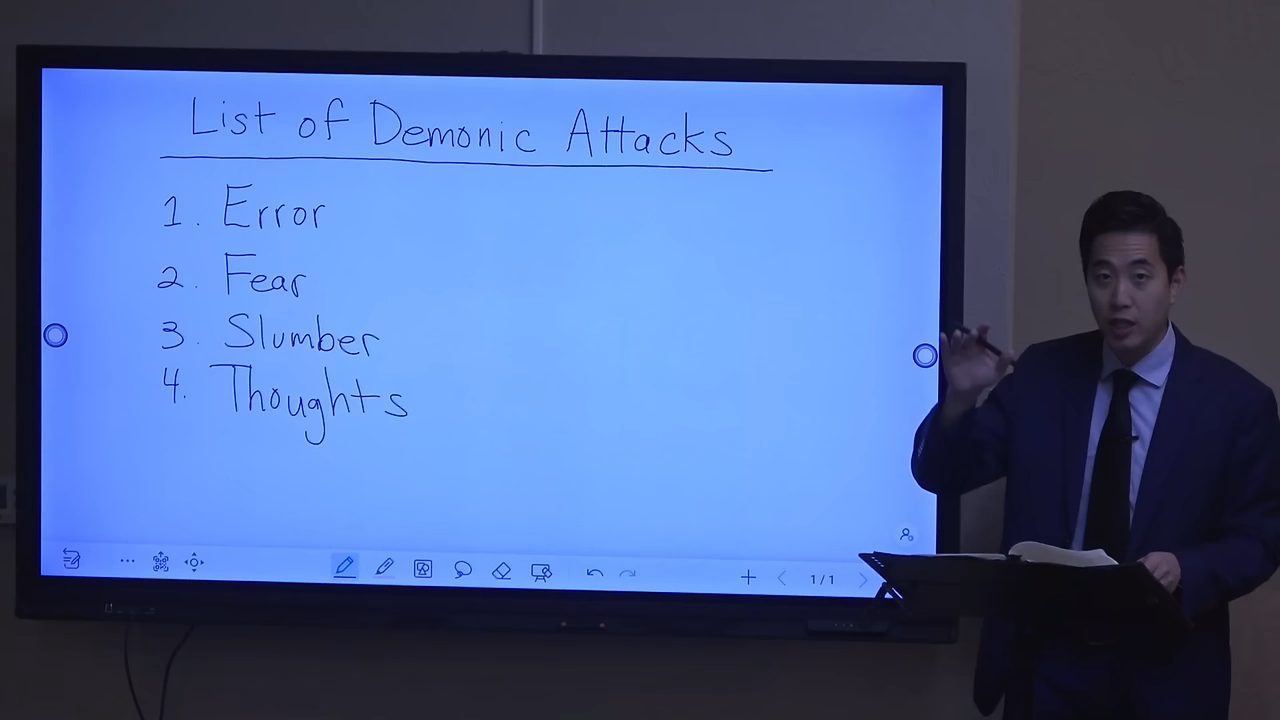 List of Demonic Attacks
1. Error
2. Fear
3. Slumber
4. Thoughts
1/1